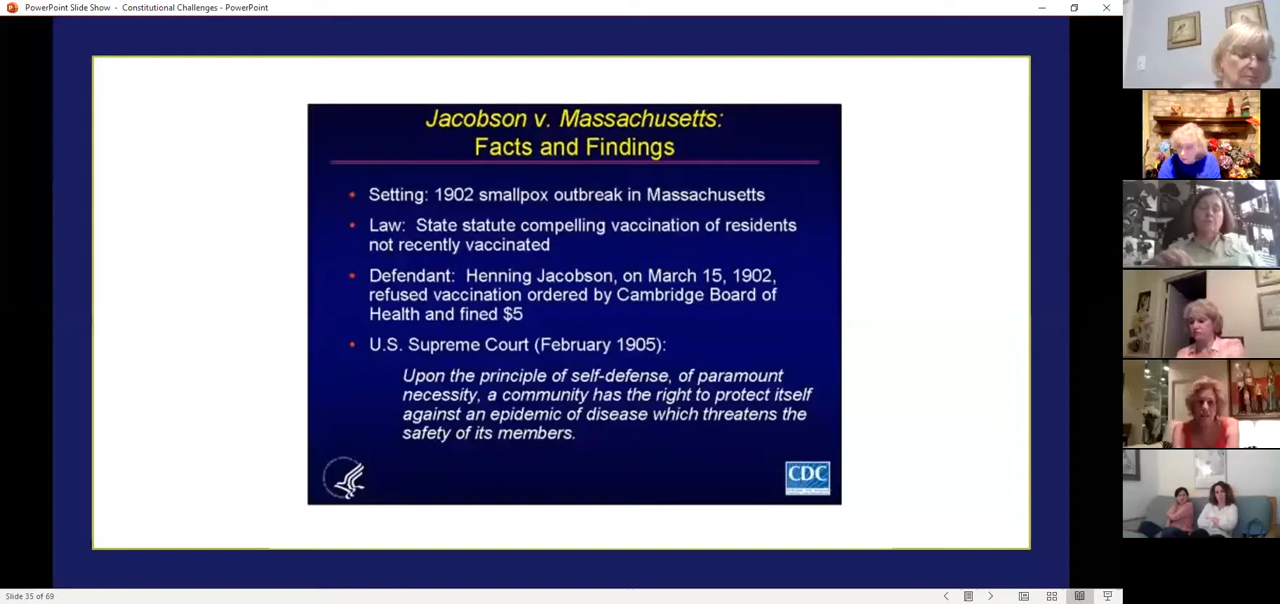 PowerPoint Slide Show - Constitutional Challenges - PowerPoint
Jacobson v. Massachusetts:
Facts and Findings
• Setting: 1902 smallpox outbreak in Massachusetts
• Law: State statute compelling vaccination of residents
not recently vaccinated
• Defendant: Henning Jacobson, on March 15, 1902,
refused vaccination ordered by Cambridge Board of
Health and fined $5
• U.S. Supreme Court (February 1905):
Upon the principle of self-defense, of paramount
necessity, a community has the right to protect itself
against an epidemic of disease which threatens the
safety of its members.
CDC
Slide 35 of 69